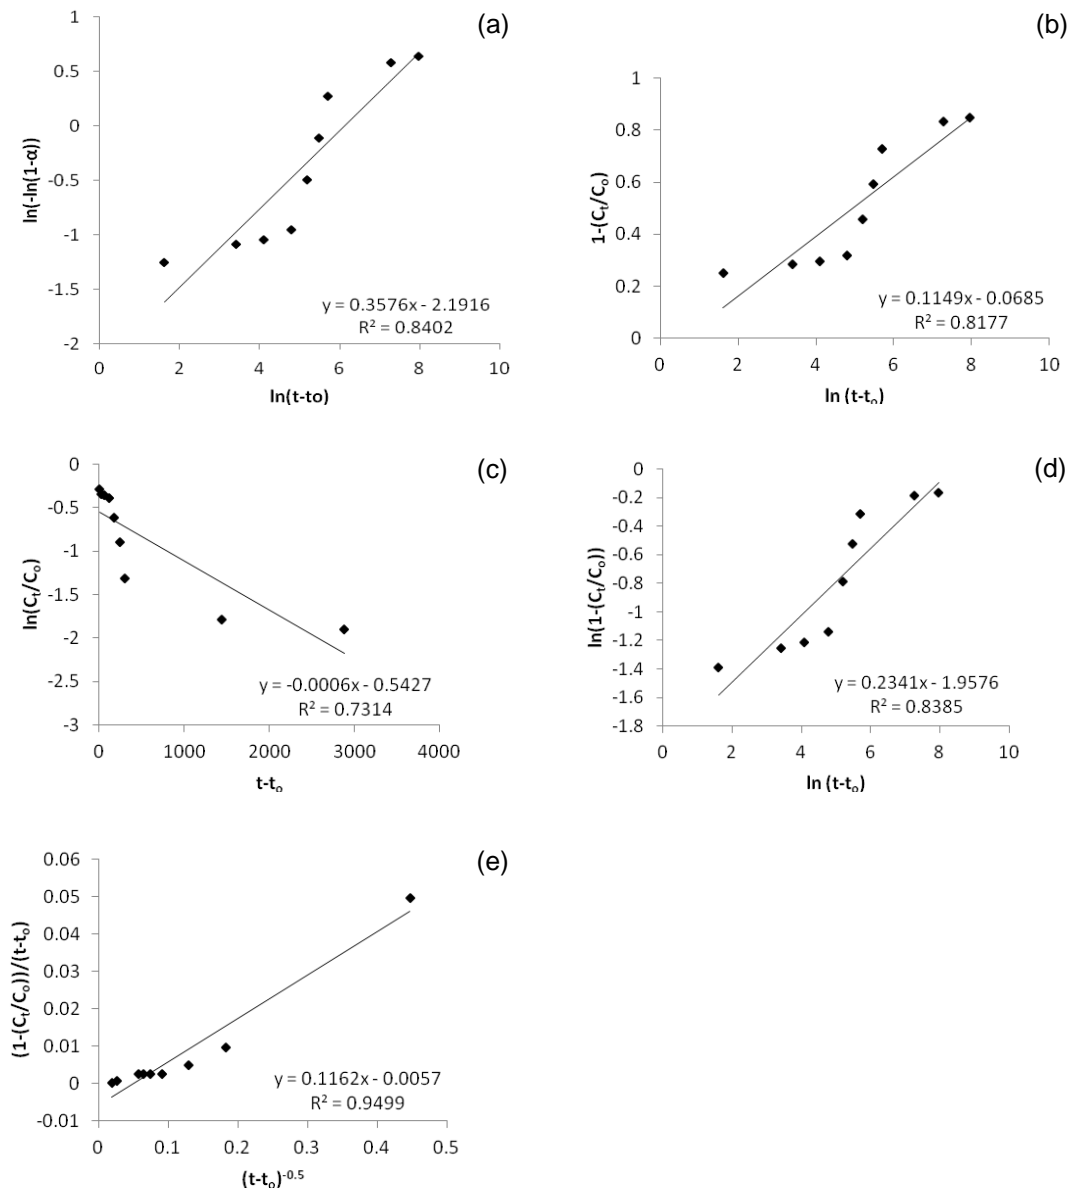 (a)
1
0.5
0
-0.5
-1
-1.5
-2
ln(-ln(1-α))
y = 0.3576x - 2.1916
R² = 0.8402
0 2 4 6 8 10
ln(t-to)
(b)
1
0.8
0.6
0.4
0.2
0
1-(Cₜ/Cₒ)
y = 0.1149x - 0.0685
R² = 0.8177
0 2 4 6 8 10
ln (t-tₒ)
(c)
0
-0.5
-1
-1.5
-2
-2.5
-3
ln(Cₜ/Cₒ)
y = -0.0006x - 0.5427
R² = 0.7314
0 1000 2000 3000 4000
t-tₒ
(d)
0
-0.2
-0.4
-0.6
-0.8
-1
-1.2
-1.4
-1.6
-1.8
ln(1-(Cₜ/Cₒ))
y = 0.2341x - 1.9576
R² = 0.8385
0 2 4 6 8 10
ln (t-tₒ)
(e)
0.06
0.05
0.04
0.03
0.02
0.01
0
-0.01
(1-(Cₜ/Cₒ))/(t-tₒ)
y = 0.1162x - 0.0057
R² = 0.9499
0 0.1 0.2 0.3 0.4 0.5
(t-tₒ)⁻⁰·⁵